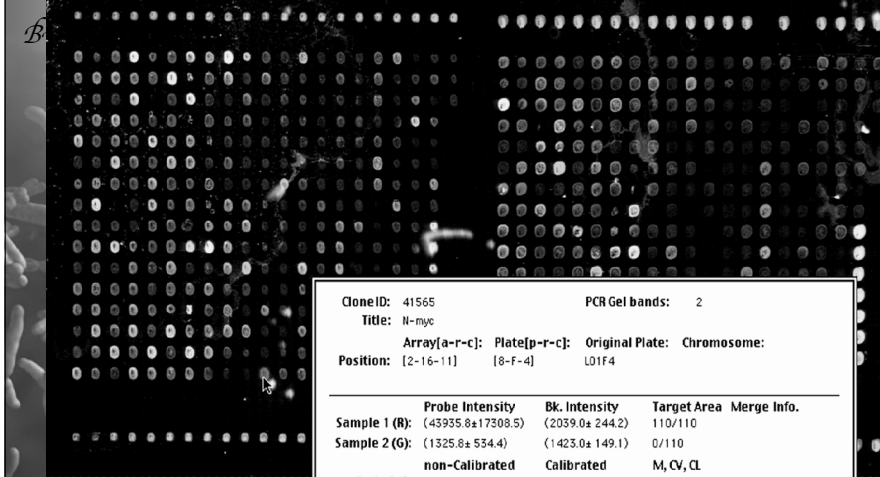 CloneID: 41565 PCR Gel bands: 2
Title: N-myc
Array[a-r-c]: Plate[p-r-c]: Original Plate: Chromosome:
Position: [2-16-11] [8-F-4] L01F4
Probe Intensity Bk. Intensity Target Area Merge Info.
Sample 1 (R): (43935.8±17308.5) (2039.0± 244.2) 110/110
Sample 2 (G): (1325.8± 534.4) (1423.0± 149.1) 0/110
non-Calibrated Calibrated M, CV, CL